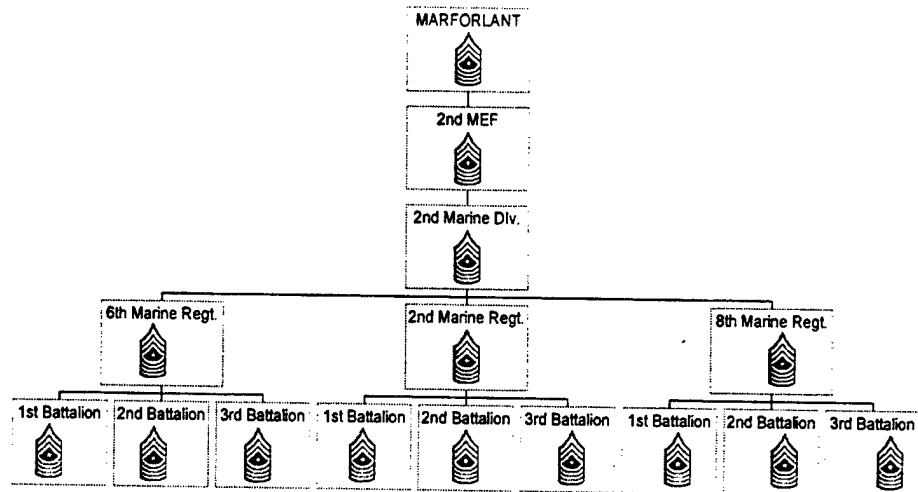 MARFORLANT
2nd MEF
2nd Marine Div.
6th Marine Regt.
2nd Marine Regt.
8th Marine Regt.
1st Battalion
2nd Battalion
3rd Battalion
1st Battalion
2nd Battalion
3rd Battalion
1st Battalion
2nd Battalion
3rd Battalion